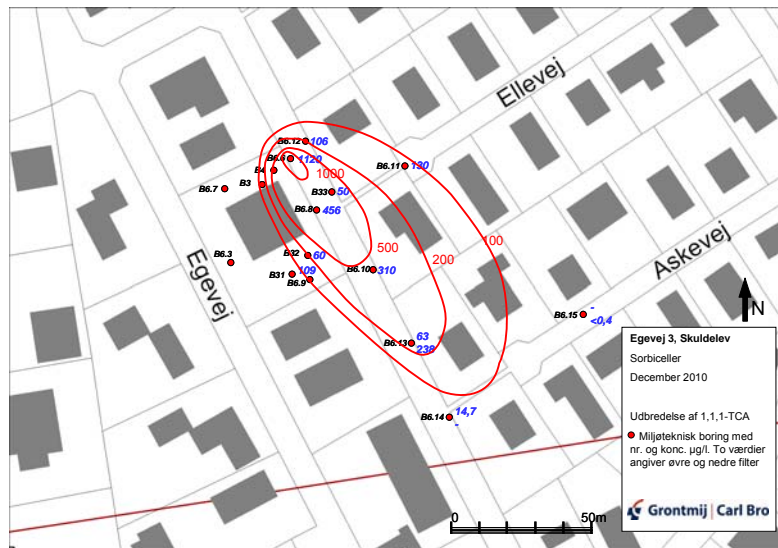 Ellevej
B6.12 106
B6.6 1120
B6.11 130
B4
1000
B6.7
B3
B33 50
B6.8 456
Askevej
Egevej
500
100
200
B32 60
B6.3
B31 109
B6.9
B6.10 310
-
B6.15 <0,4
N
63
B6.13 238
14,7
B6.14 -
Egevej 3, Skuldelev
Sorbiceller
December 2010
Udbredelse af 1,1,1-TCA
Miljøteknisk boring med
nr. og konc. µg/l. To værdier
angiver øvre og nedre filter
Grontmij | Carl Bro
0 50m